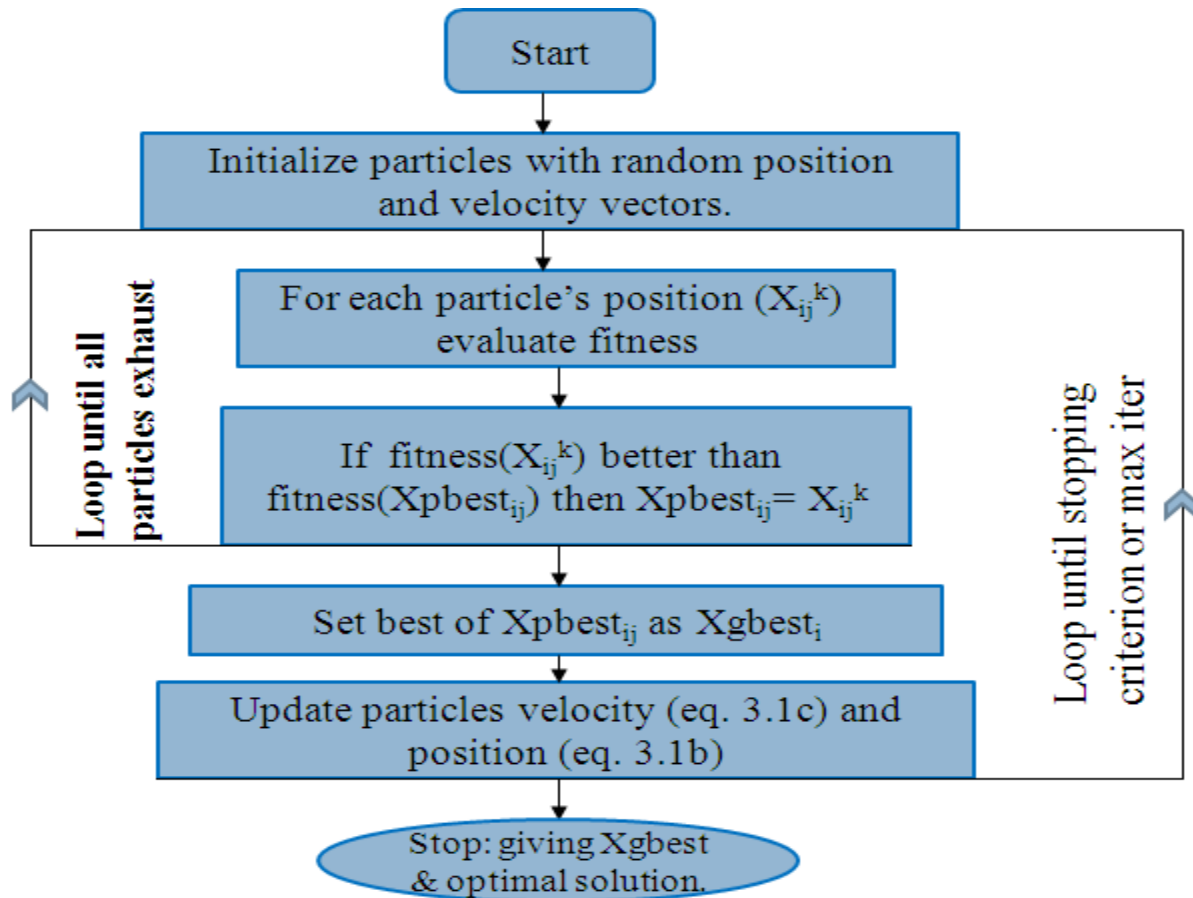 Start
Initialize particles with random position
and velocity vectors.
For each particle’s position (Xᵢⱼᵏ)
evaluate fitness
If fitness(Xᵢⱼᵏ) better than
fitness(Xpbestᵢⱼ) then Xpbestᵢⱼ= Xᵢⱼᵏ
Loop until all
particles exhaust
Set best of Xpbestᵢⱼ as Xgbestᵢ
Update particles velocity (eq. 3.1c) and
position (eq. 3.1b)
Loop until stopping
criterion or max iter
Stop: giving Xgbest
& optimal solution.